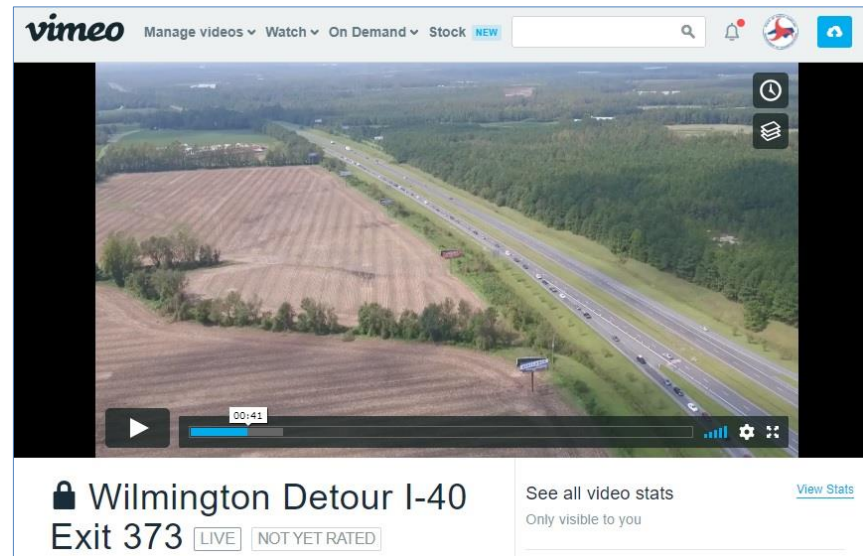 vimeo Manage videos Watch On Demand Stock NEW
00:41
Wilmington Detour I-40
Exit 373 LIVE NOT YET RATED
See all video stats View Stats
Only visible to you